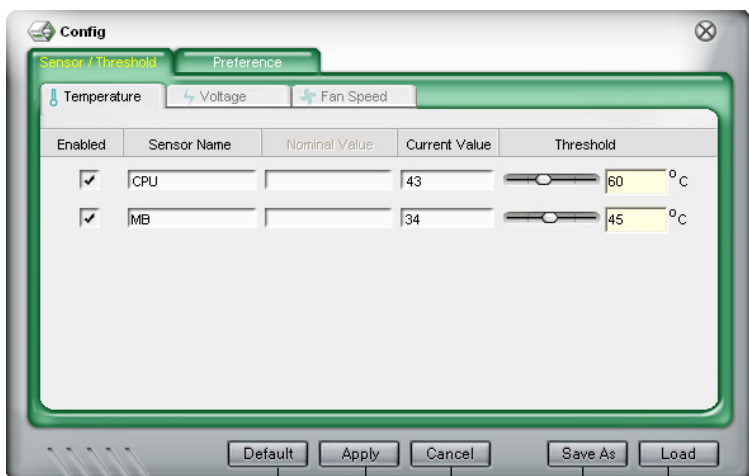 Config
Sensor / Threshold Preference
Temperature Voltage Fan Speed
Enabled Sensor Name Nominal Value Current Value Threshold
CPU 43 60 °C
MB 34 45 °C
Default Apply Cancel Save As Load